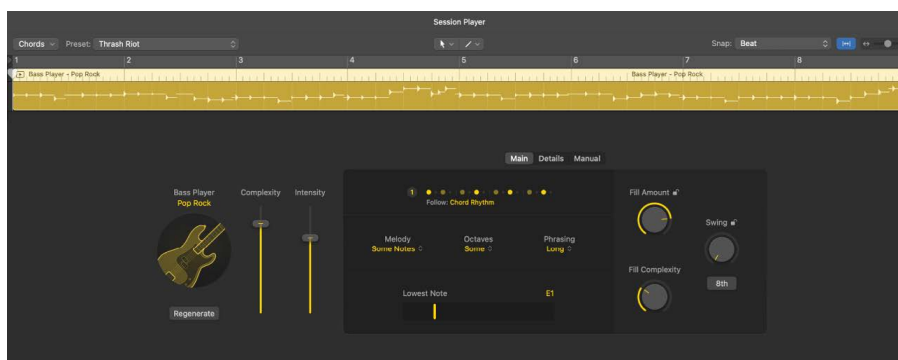 Session Player
Chords Preset: Thrash Riot Snap: Beat
1 2 3 4 5 6 7 8
Bass Player - Pop Rock Bass Player - Pop Rock
Main Details Manual
Bass Player
Pop Rock
Complexity Intensity
Regenerate
1
Follow: Chord Rhythm
Melody Octaves Phrasing
Some Notes Some Long
Lowest Note E1
Fill Amount
Swing
Fill Complexity
8th